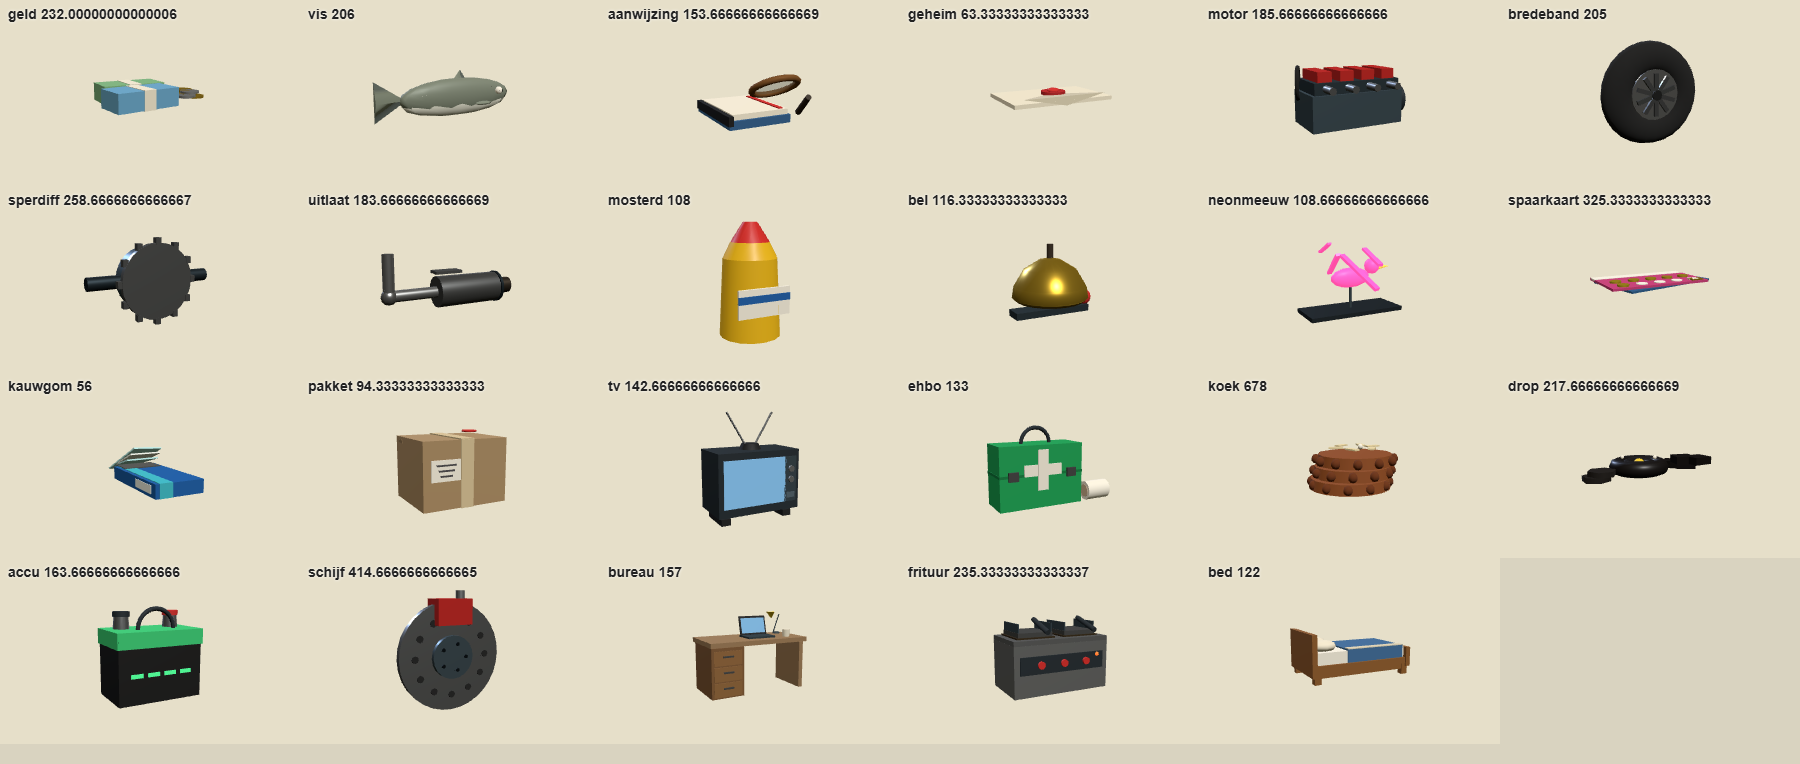 geld 232.00000000000006
vis 206
aanwijzing 153.66666666666669
geheim 63.33333333333333
motor 185.66666666666666
bredeband 205
sperdiff 258.6666666666667
uitlaat 183.66666666666669
mosterd 108
bel 116.33333333333333
neonmeeuw 108.66666666666666
spaarkaart 325.3333333333333
kauwgom 56
pakket 94.33333333333333
tv 142.66666666666666
ehbo 133
koek 678
drop 217.66666666666669
accu 163.66666666666666
schijf 414.6666666666665
bureau 157
frituur 235.33333333333337
bed 122